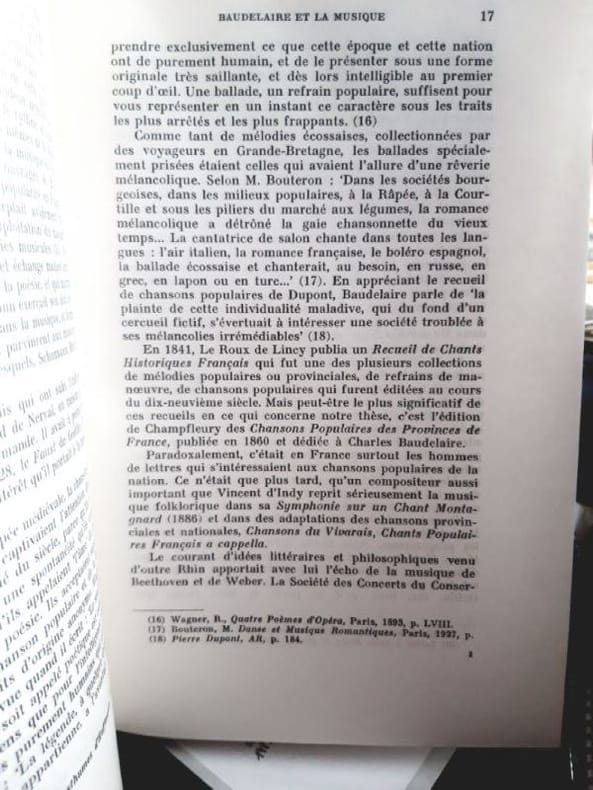 BAUDELAIRE ET LA MUSIQUE 17
prendre exclusivement ce que cette époque et cette nation
ont de purement humain, et de le présenter sous une forme
originale très saillante, et dès lors intelligible au premier
coup d'œil. Une ballade, un refrain populaire, suffisent pour
vous représenter en un instant ce caractère sous les traits
les plus arrêtés et les plus frappants. (16)
Comme tant de mélodies écossaises, collectionnées par
des voyageurs en Grande-Bretagne, les ballades spéciale-
ment prisées étaient celles qui avaient l'allure d'une rêverie
mélancolique. Selon M. Bouteron : 'Dans les sociétés bour-
geoises, dans les milieux populaires, à la Râpée, à la Cour-
tille et sous les piliers du marché aux légumes, la romance
mélancolique a détrôné la gaie chansonnette du vieux
temps... La cantatrice de salon chante dans toutes les lan-
gues : l'air italien, la romance française, le boléro espagnol,
la ballade écossaise et chanterait, au besoin, en russe, en
grec, en lapon ou en turc...' (17). En appréciant le recueil
de chansons populaires de Dupont, Baudelaire parle de 'la
plainte de cette individualité maladive, qui du fond d'un
cercueil fictif, s'évertuait à intéresser une société troublée à
ses mélancolies irrémédiables' (18).
En 1841, Le Roux de Lincy publia un Recueil de Chants
Historiques Français qui fut une des plusieurs collections
de mélodies populaires ou provinciales, de refrains de ma-
nœuvre, de chansons populaires qui furent éditées au cours
du dix-neuvième siècle. Mais peut-être le plus significatif de
ces recueils en ce qui concerne notre thèse, c'est l'édition
de Champfleury des Chansons Populaires des Provinces de
France, publiée en 1860 et dédiée à Charles Baudelaire.
Paradoxalement, c'était en France surtout les hommes
de lettres qui s'intéressaient aux chansons populaires de la
nation. Ce n'était que plus tard, qu'un compositeur aussi
important que Vincent d'Indy reprit sérieusement la musi-
que folklorique dans sa Symphonie sur un Chant Monta-
gnard (1886) et dans des adaptations des chansons provin-
ciales et nationales, Chansons du Vivarais, Chants Populai-
res Français a cappella.
Le courant d'idées littéraires et philosophiques venu
d'outre Rhin apportait avec lui l'écho de la musique de
Beethoven et de Weber. La Société des Concerts du Conser-
(16) Wagner, R., Quatre Poèmes d'Opéra, Paris, 1893, p. LVIII.
(17) Bouteron, M. Danse et Musique Romantiques, Paris, 1927, p.
(18) Pierre Dupont, AR, p. 184.